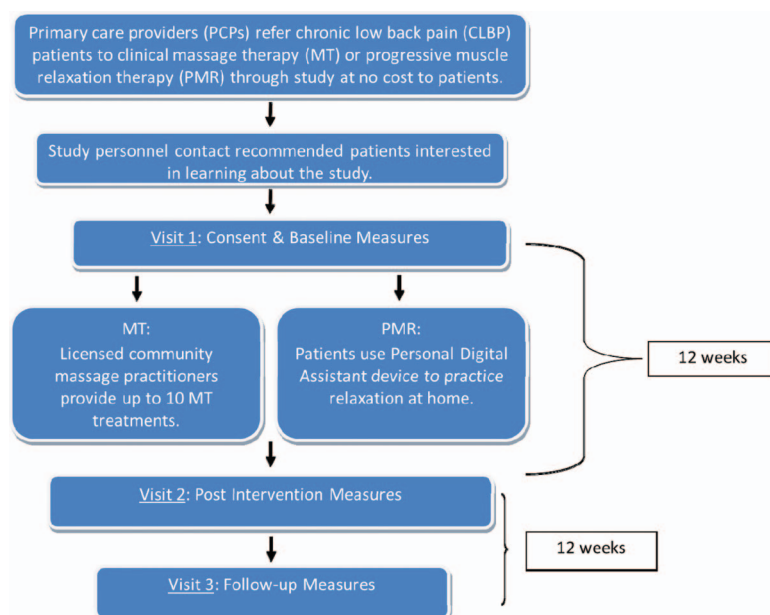 Primary care providers (PCPs) refer chronic low back pain (CLBP)
patients to clinical massage therapy (MT) or progressive muscle
relaxation therapy (PMR) through study at no cost to patients.
Study personnel contact recommended patients interested
in learning about the study.
Visit 1: Consent & Baseline Measures
MT:
Licensed community
massage practitioners
provide up to 10 MT
treatments.
PMR:
Patients use Personal Digital
Assistant device to practice
relaxation at home.
12 weeks
Visit 2: Post Intervention Measures
12 weeks
Visit 3: Follow-up Measures